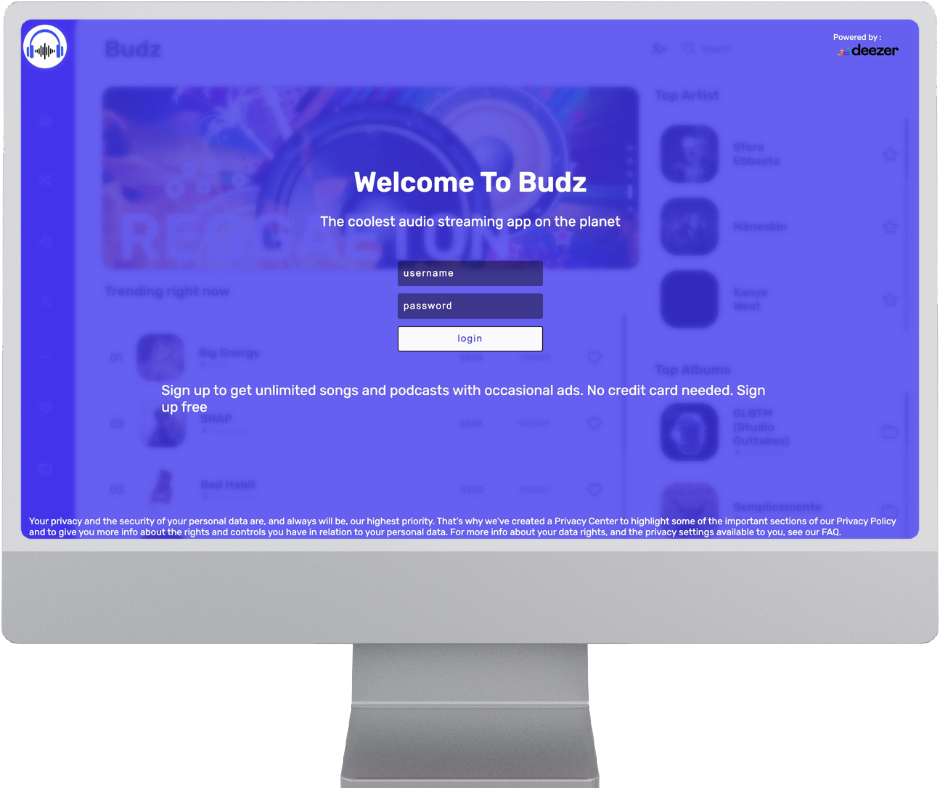 Budz
Search
Powered by :
deezer
Top Artist
Sfera
Ebbasta
Måneskin
Kanye
West
REGGAETON
Welcome To Budz
The coolest audio streaming app on the planet
username
password
login
Trending right now
01
Big Energy
Sign up to get unlimited songs and podcasts with occasional ads. No credit card needed. Sign
up free
02
SNAP
03
Bad Habit
Top Albums
GLBTM
(Studio
Outtakes)
Semplicemente
Your privacy and the security of your personal data are, and always will be, our highest priority. That's why we've created a Privacy Center to highlight some of the important sections of our Privacy Policy
and to give you more info about the rights and controls you have in relation to your personal data. For more info about your data rights, and the privacy settings available to you, see our FAQ.